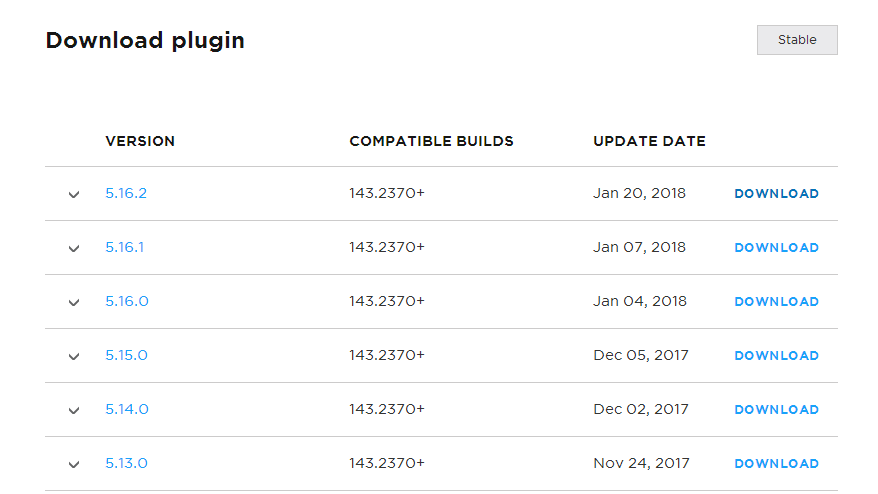 Download plugin
Stable
VERSION COMPATIBLE BUILDS UPDATE DATE
5.16.2 143.2370+ Jan 20, 2018 DOWNLOAD
5.16.1 143.2370+ Jan 07, 2018 DOWNLOAD
5.16.0 143.2370+ Jan 04, 2018 DOWNLOAD
5.15.0 143.2370+ Dec 05, 2017 DOWNLOAD
5.14.0 143.2370+ Dec 02, 2017 DOWNLOAD
5.13.0 143.2370+ Nov 24, 2017 DOWNLOAD